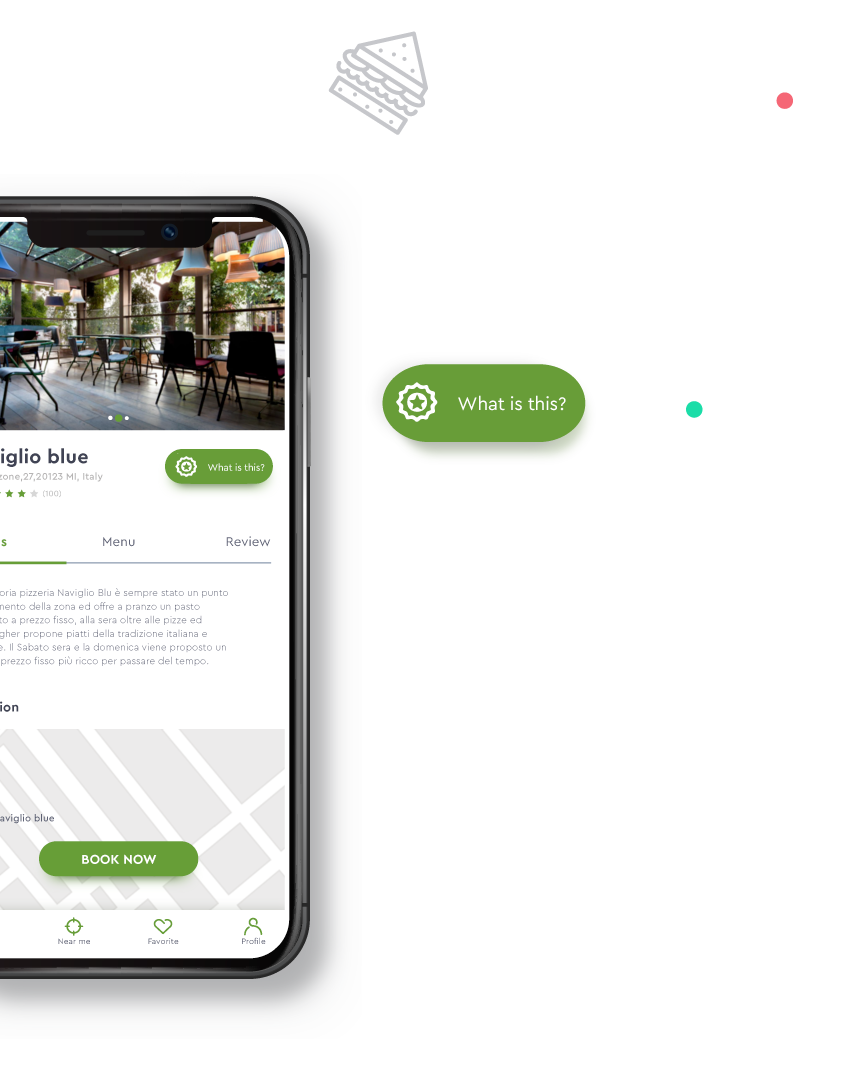 What is this?
iglio blue
zone,27,20123 MI, Italy
(100)
What is this?
s
Menu
Review
oria pizzeria Naviglio Blu è sempre stato un punto
mento della zona ed offre a pranzo un pasto
to a prezzo fisso, alla sera oltre alle pizze ed
gher propone piatti della tradizione italiana e
e. Il Sabato sera e la domenica viene proposto un
prezzo fisso più ricco per passare del tempo.
ion
aviglio blue
BOOK NOW
Near me
Favorite
Profile